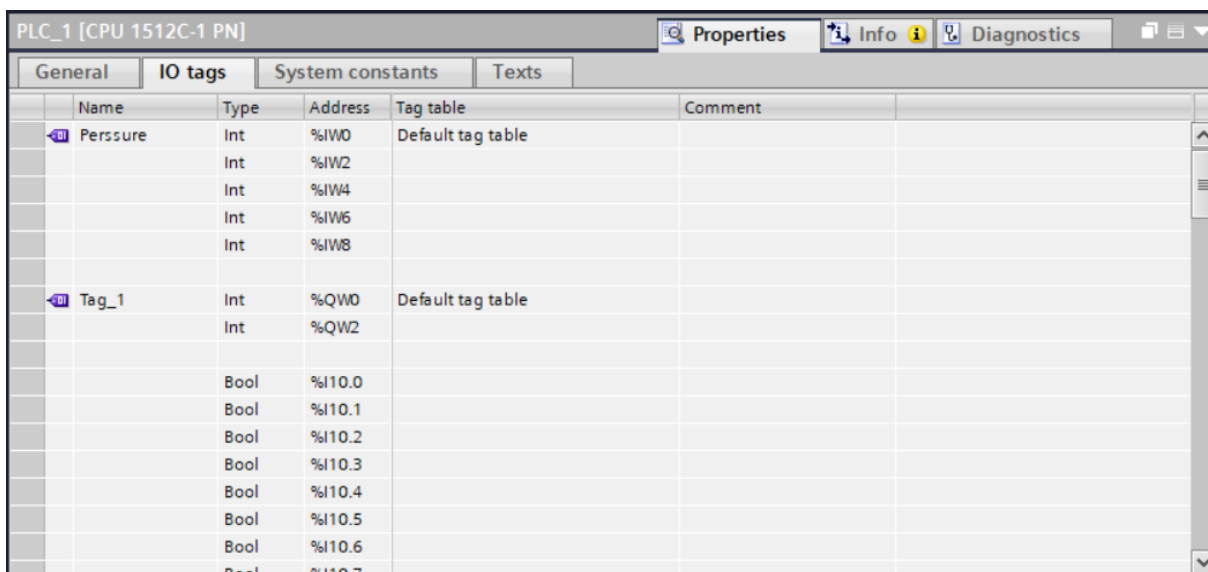 PLC_1 [CPU 1512C-1 PN] Properties Info Diagnostics
General IO tags System constants Texts
Name Type Address Tag table Comment
Perssure Int %IW0 Default tag table
Int %IW2
Int %IW4
Int %IW6
Int %IW8
Tag_1 Int %QW0 Default tag table
Int %QW2
Bool %I10.0
Bool %I10.1
Bool %I10.2
Bool %I10.3
Bool %I10.4
Bool %I10.5
Bool %I10.6
Bool %I10.7